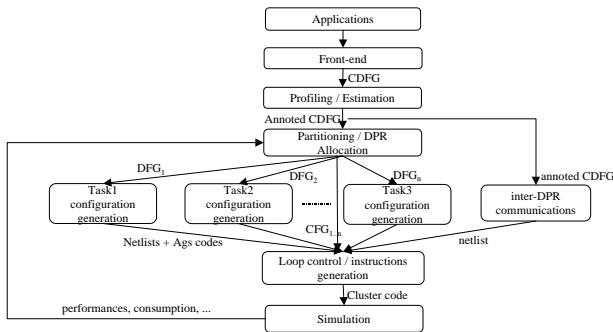 Applications
Front-end
CDFG
Profiling / Estimation
Annoted CDFG
Partitioning / DPR
Allocation
DFG1
DFG2
DFGn
annoted CDFG
Task1
configuration
generation
Task2
configuration
generation
Task3
configuration
generation
inter-DPR
communications
CFG1..n
Netlists + Ags codes
netlist
Loop control / instructions
generation
Cluster code
performances, consumption, ...
Simulation